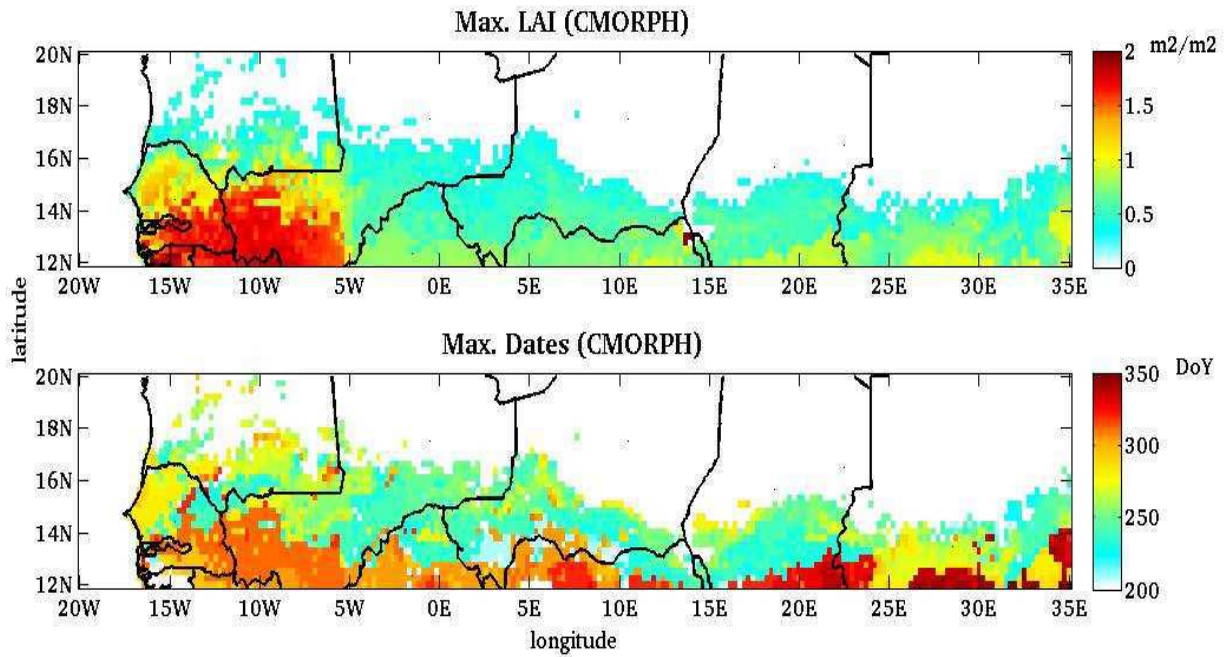 Max. LAI (CMORPH)
20N
18N
16N
14N
12N
20W 15W 10W 5W 0E 5E 10E 15E 20E 25E 30E 35E
2 m2/m2
1.5
1
0.5
0
latitude
Max. Dates (CMORPH)
20N
18N
16N
14N
12N
20W 15W 10W 5W 0E 5E 10E 15E 20E 25E 30E 35E
350 DoY
300
250
200
longitude